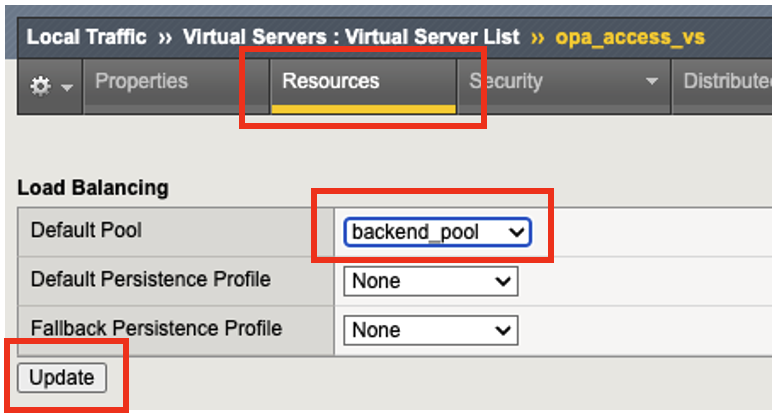 Local Traffic ›› Virtual Servers : Virtual Server List ›› opa_access_vs
Properties Resources Security Distributed
Load Balancing
Default Pool backend_pool
Default Persistence Profile None
Fallback Persistence Profile None
Update